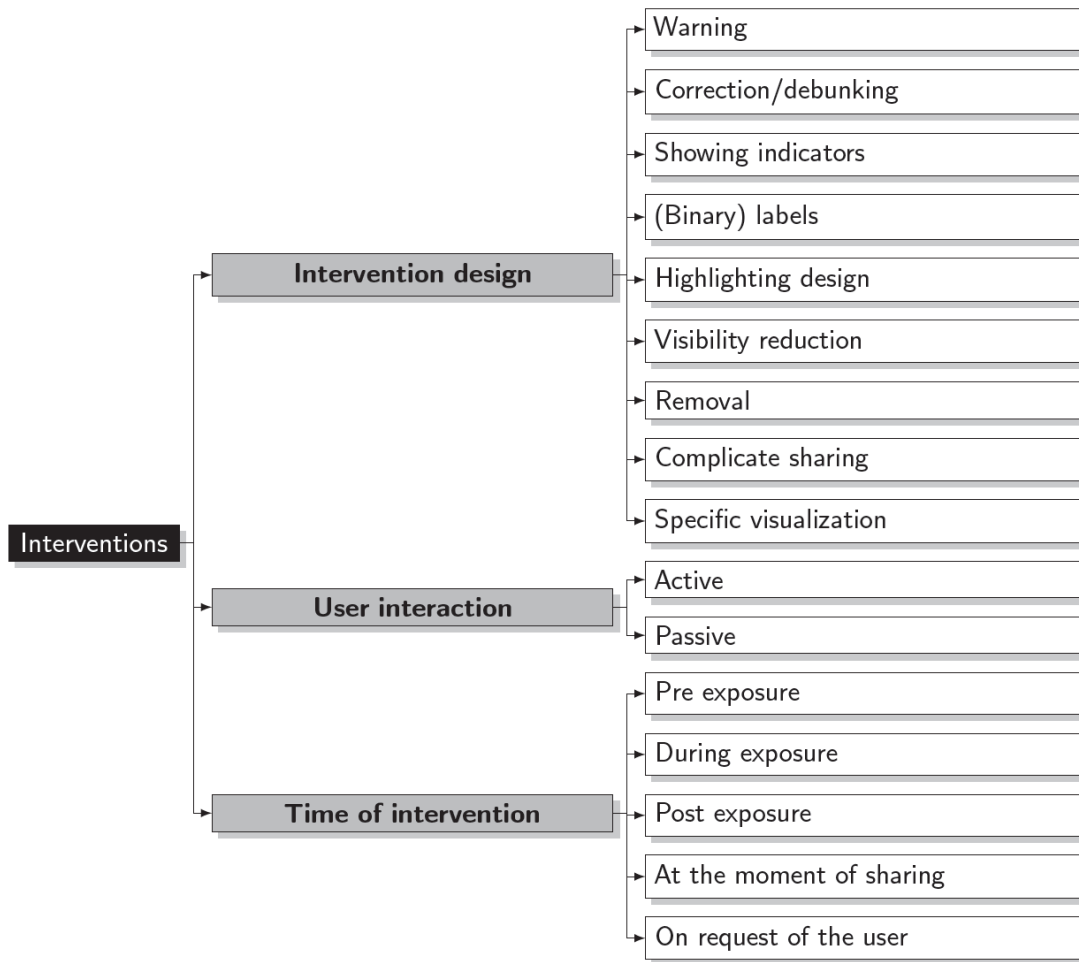 Interventions
Intervention design
Warning
Correction/debunking
Showing indicators
(Binary) labels
Highlighting design
Visibility reduction
Removal
Complicate sharing
Specific visualization
User interaction
Active
Passive
Time of intervention
Pre exposure
During exposure
Post exposure
At the moment of sharing
On request of the user